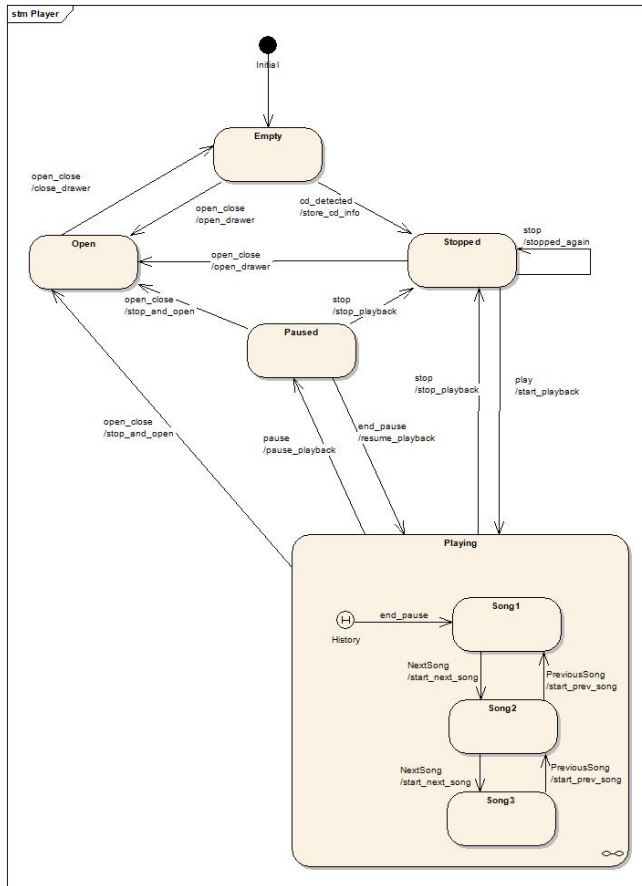 stm Player
Initial
Empty
open_close
/close_drawer
open_close
/open_drawer
cd_detected
/store_cd_info
Open
Stopped
stop
/stopped_again
open_close
/open_drawer
open_close
/stop_and_open
stop
/stop_playback
Paused
stop
/stop_playback
play
/start_playback
open_close
/stop_and_open
pause
/pause_playback
end_pause
/resume_playback
Playing
H
History
end_pause
Song1
NextSong
/start_next_song
PreviousSong
/start_prev_song
Song2
NextSong
/start_next_song
PreviousSong
/start_prev_song
Song3